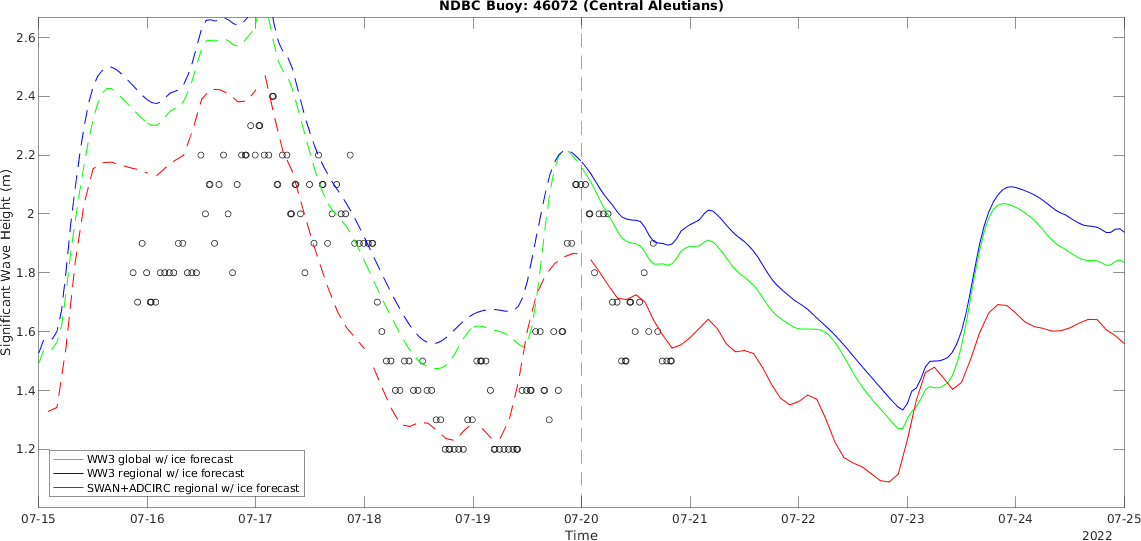 NDBC Buoy: 46072 (Central Aleutians)
Significant Wave Height (m)
2.6
2.4
2.2
2
1.8
1.6
1.4
1.2
WW3 global w/ ice forecast
WW3 regional w/ ice forecast
SWAN+ADCIRC regional w/ ice forecast
07-15 07-16 07-17 07-18 07-19 07-20 07-21 07-22 07-23 07-24 07-25
Time
2022